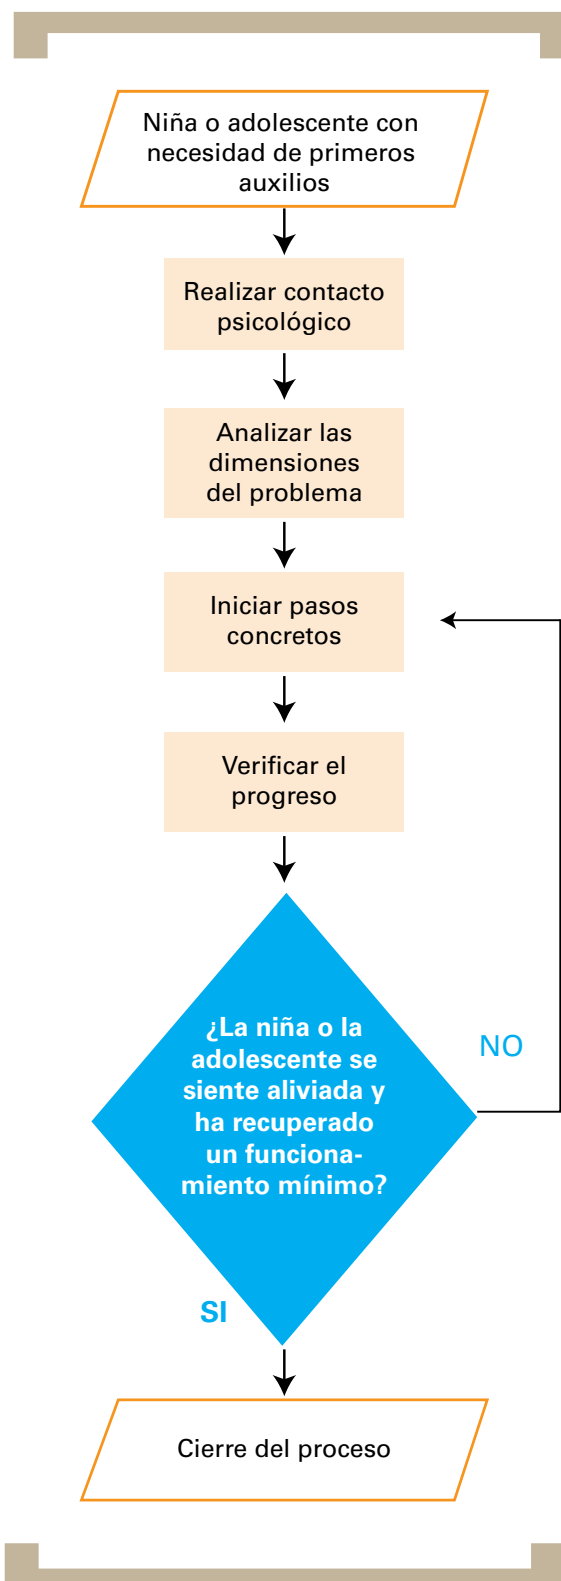 Niña o adolescente con
necesidad de primeros
auxilios
Realizar contacto
psicológico
Analizar las
dimensiones
del problema
Iniciar pasos
concretos
Verificar el
progreso
¿La niña o la
adolescente se
siente aliviada y
ha recuperado
un funciona-
miento mínimo?
NO
SI
Cierre del proceso